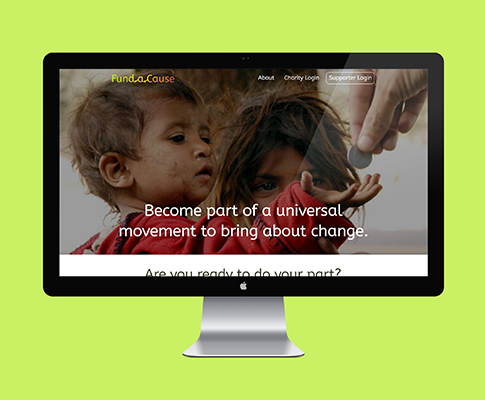 Fund.a.Cause
About
Charity Login
Supporter Login
Become part of a universal
movement to bring about change.
Are you ready to do your part?